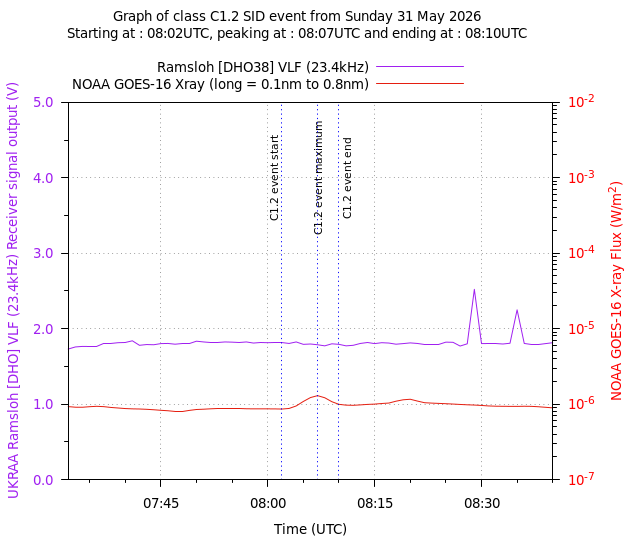 Graph of class C1.2 SID event from Sunday 31 May 2026
Starting at : 08:02UTC, peaking at : 08:07UTC and ending at : 08:10UTC
Ramsloh [DHO38] VLF (23.4kHz)
NOAA GOES-16 Xray (long = 0.1nm to 0.8nm)
UKRAA Ramsloh [DHO] VLF (23.4kHz) Receiver signal output (V)
5.0
4.0
3.0
2.0
1.0
0.0
C1.2 event start
C1.2 event maximum
C1.2 event end
10⁻²
10⁻³
10⁻⁴
10⁻⁵
10⁻⁶
10⁻⁷
NOAA GOES-16 X-ray Flux (W/m²)
07:45 08:00 08:15 08:30
Time (UTC)